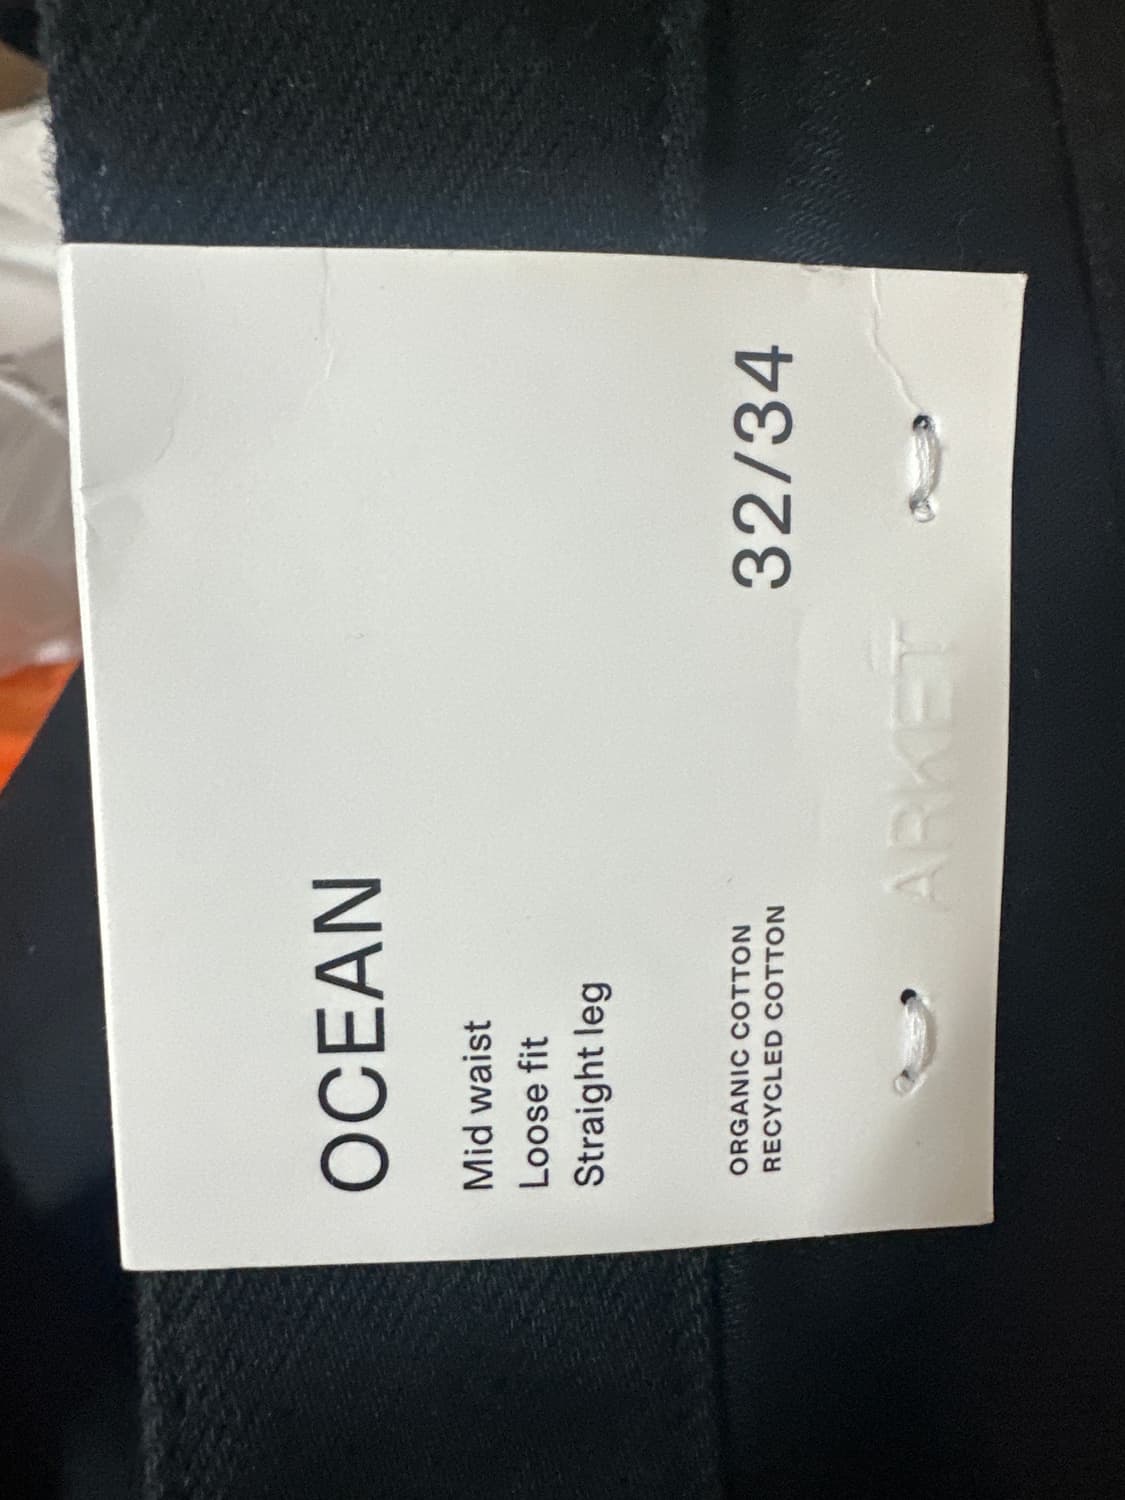 OCEAN
Mid waist
Loose fit
Straight leg
ORGANIC COTTON
RECYCLED COTTON
32/34
ARKET